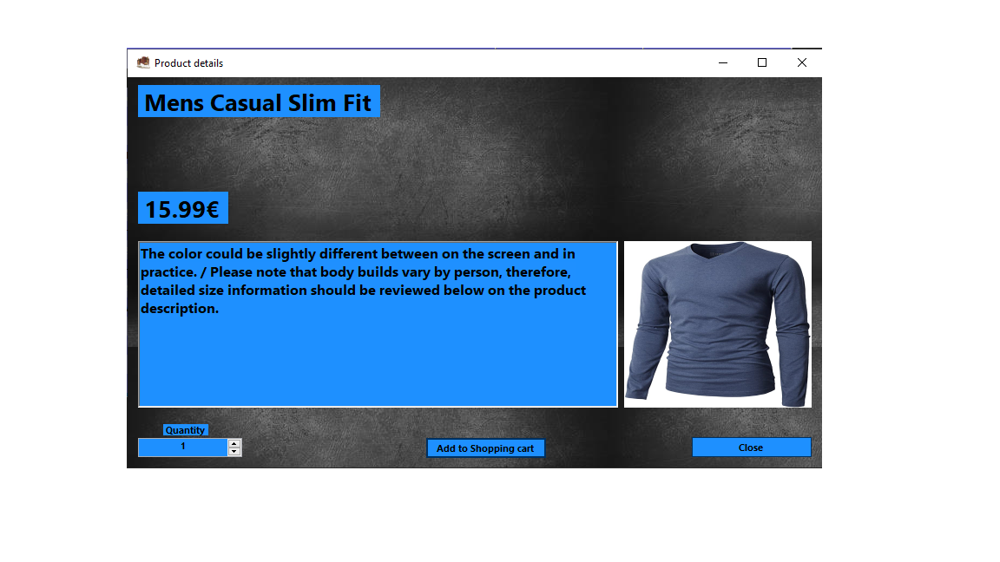 Product details
Mens Casual Slim Fit
15.99€
The color could be slightly different between on the screen and in
practice. / Please note that body builds vary by person, therefore,
detailed size information should be reviewed below on the product
description.
Quantity
1
Add to Shopping cart
Close